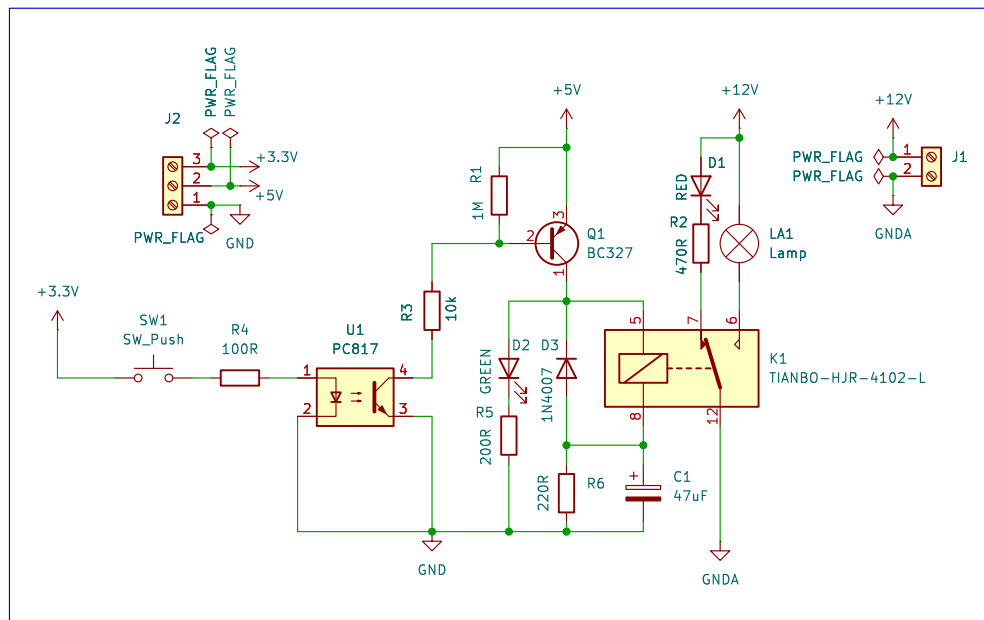 PWR_FLAG
PWR_FLAG
J2
3
+3.3V
2
+5V
1
GND
PWR_FLAG
+5V
R1
1M
3
2
Q1
BC327
1
+12V
D1
RED
R2
470R
LA1
Lamp
+12V
PWR_FLAG
1
J1
PWR_FLAG
2
GNDA
+3.3V
SW1
SW_Push
R4
100R
U1
PC817
1
4
2
3
R3
10k
D2
GREEN
R5
200R
D3
1N4007
5
7
6
K1
TIANBO-HJR-4102-L
8
12
220R
R6
+
C1
47uF
GND
GNDA